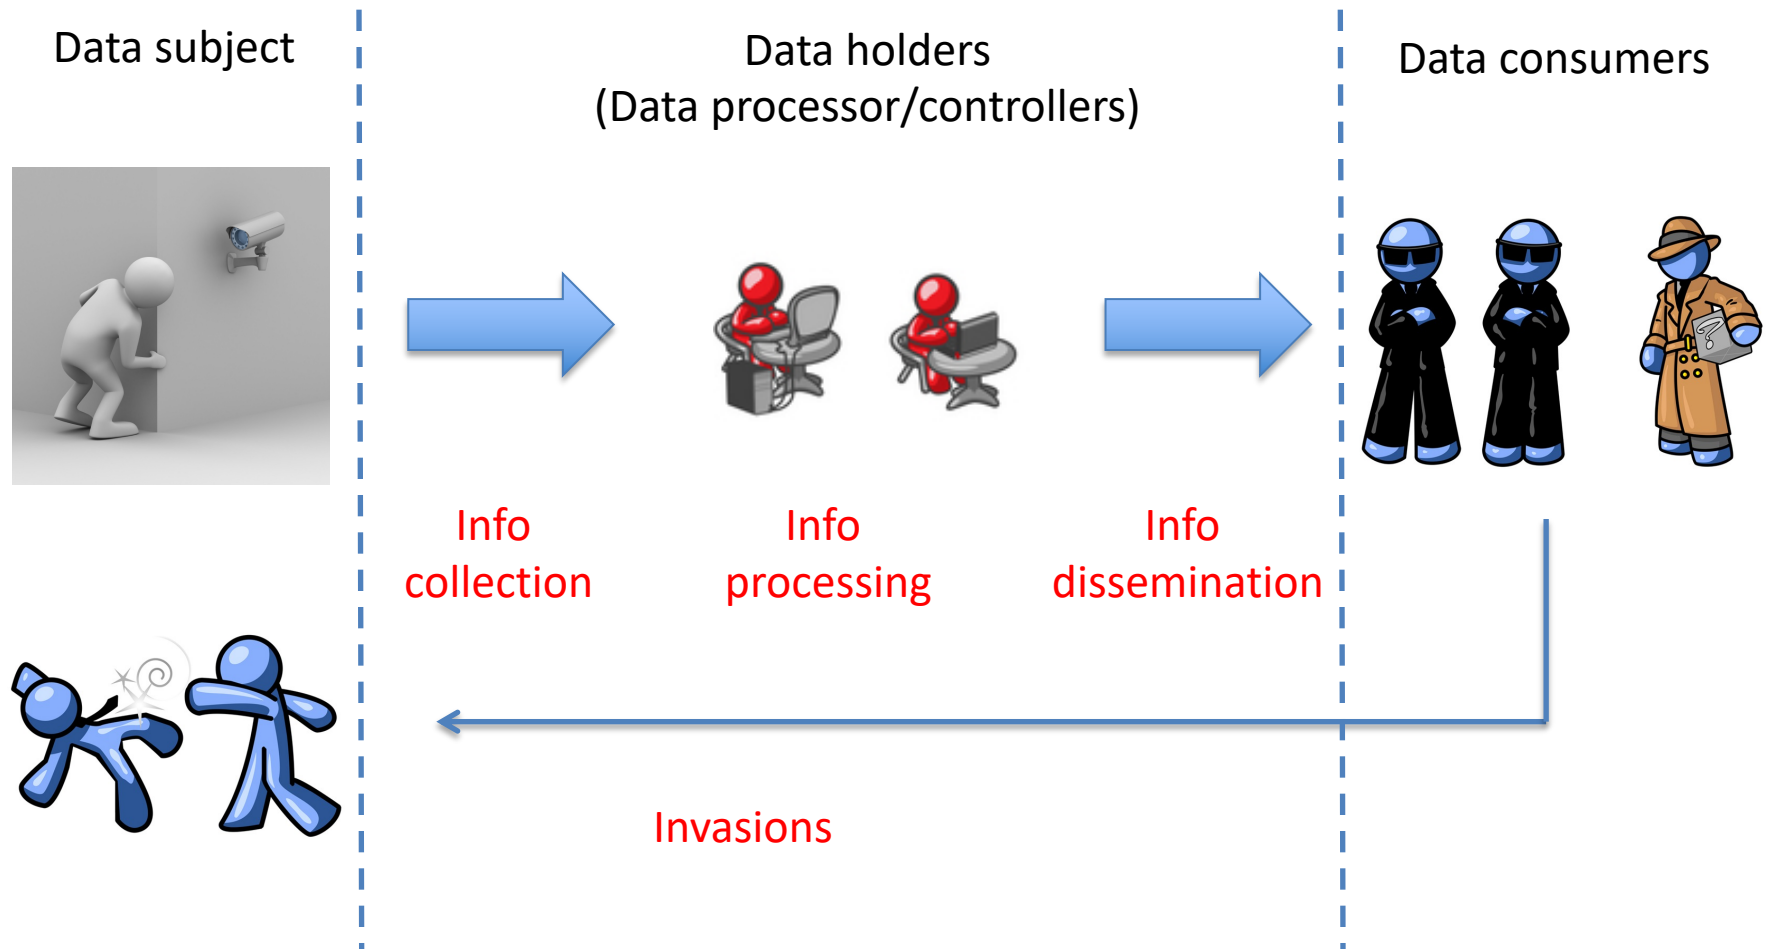 Data subject
Data holders
(Data processor/controllers)
Data consumers
Info
collection
Info
processing
Info
dissemination
Invasions